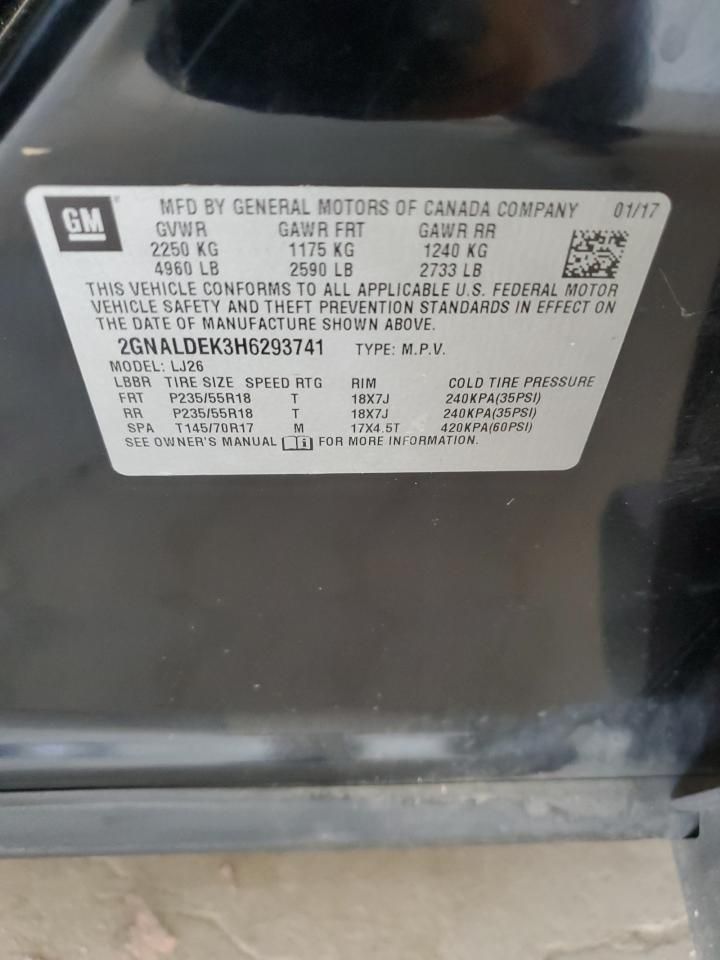 GM MFD BY GENERAL MOTORS OF CANADA COMPANY 01/17
GVWR GAWR FRT GAWR RR
2250 KG 1175 KG 1240 KG
4960 LB 2590 LB 2733 LB
THIS VEHICLE CONFORMS TO ALL APPLICABLE U.S. FEDERAL MOTOR
VEHICLE SAFETY AND THEFT PREVENTION STANDARDS IN EFFECT ON
THE DATE OF MANUFACTURE SHOWN ABOVE.
2GNALDEK3H6293741 TYPE: M.P.V.
MODEL: LJ26
LBBR TIRE SIZE SPEED RTG RIM COLD TIRE PRESSURE
FRT P235/55R18 T 18X7J 240KPA(35PSI)
RR P235/55R18 T 18X7J 240KPA(35PSI)
SPA T145/70R17 M 17X4.5T 420KPA(60PSI)
SEE OWNER'S MANUAL i FOR MORE INFORMATION.